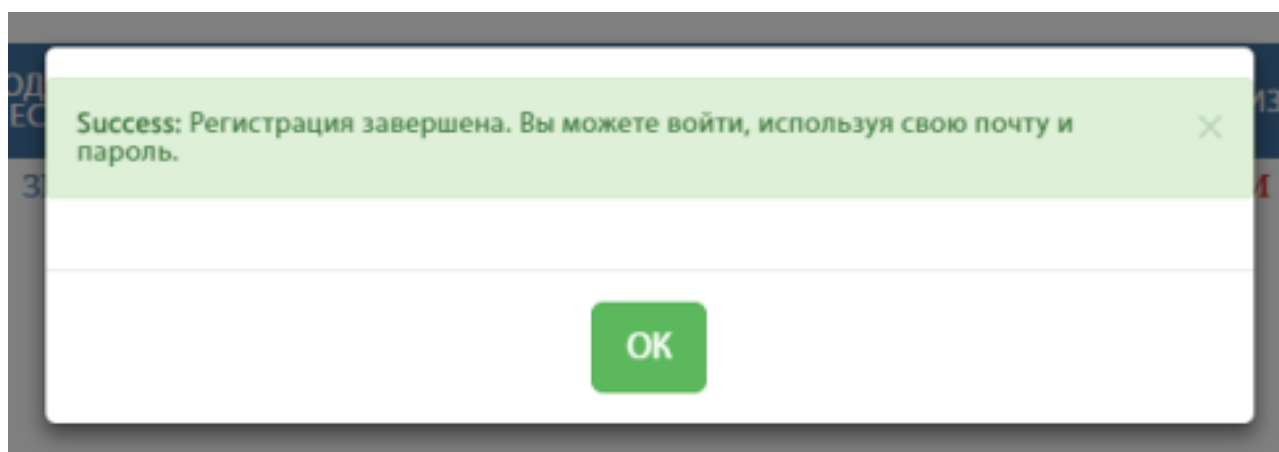 Success: Регистрация завершена. Вы можете войти, используя свою почту и
пароль.
×
OK